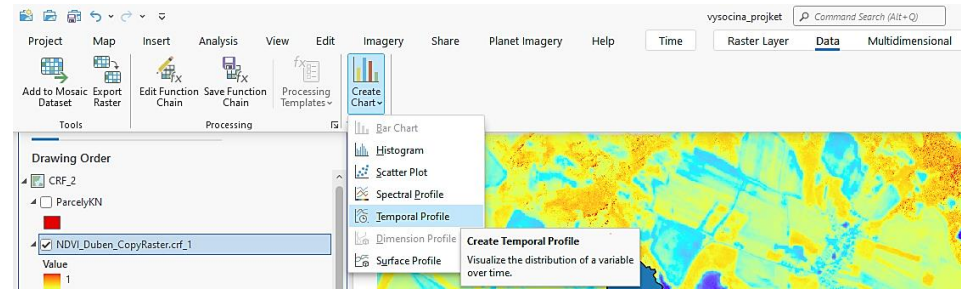 vysocina_projket
Command Search (Alt+Q)
Project Map Insert Analysis View Edit Imagery Share Planet Imagery Help Time Raster Layer Data Multidimensional
Add to Mosaic Dataset
Export Raster
Edit Function Chain
Save Function Chain
Processing Templates
Create Chart
Tools
Processing
Bar Chart
Histogram
Scatter Plot
Spectral Profile
Temporal Profile
Dimension Profile
Surface Profile
Create Temporal Profile
Visualize the distribution of a variable
over time.
Drawing Order
CRF_2
ParcelyKN
NDVI_Duben_CopyRaster.crf_1
Value
1